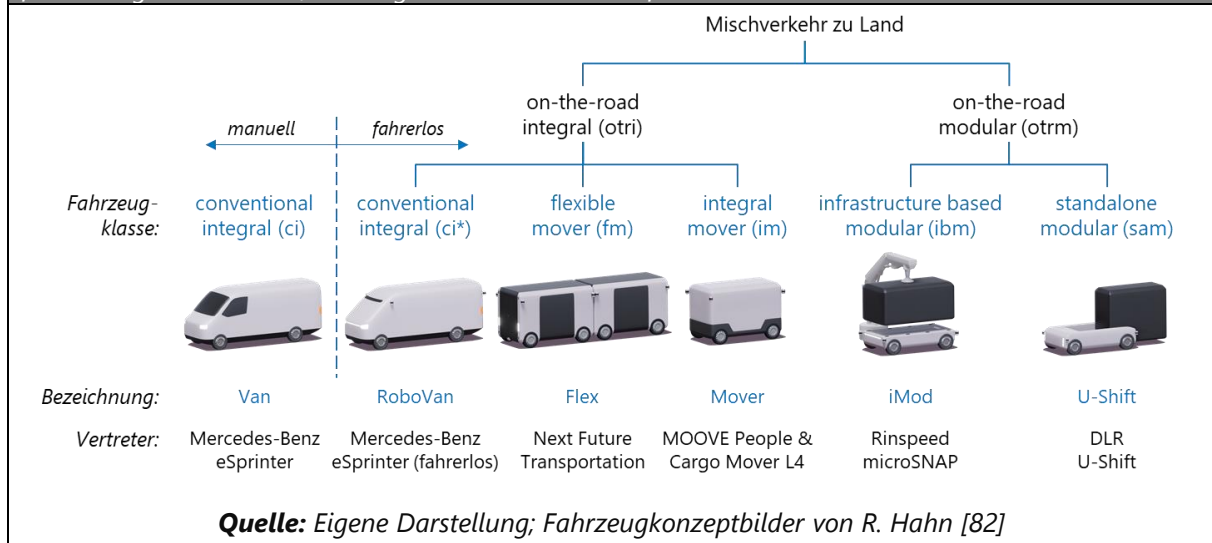 Mischverkehr zu Land
on-the-road
integral (otri)
on-the-road
modular (otrm)
manuell
fahrerlos
Fahrzeug-
klasse:
conventional
integral (ci)
conventional
integral (ci*)
flexible
mover (fm)
integral
mover (im)
infrastructure based
modular (ibm)
standalone
modular (sam)
Bezeichnung:
Van
RoboVan
Flex
Mover
iMod
U-Shift
Vertreter:
Mercedes-Benz
eSprinter
Mercedes-Benz
eSprinter (fahrerlos)
Next Future
Transportation
MOOVE People &
Cargo Mover L4
Rinspeed
microSNAP
DLR
U-Shift
Quelle: Eigene Darstellung; Fahrzeugkonzeptbilder von R. Hahn [82]